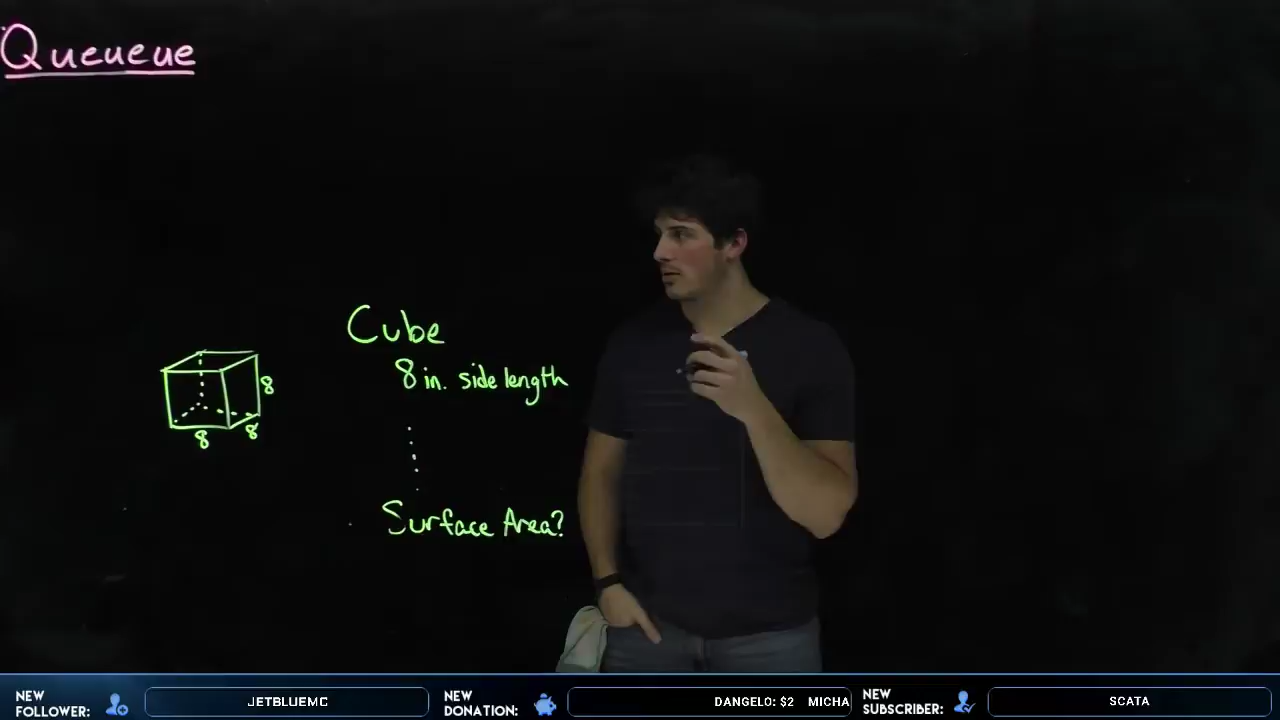 Queueue
Cube
8 in. side length
8
8
8
Surface Area?
NEW FOLLOWER:
JETBLUEMC
NEW DONATION:
DANGELO: $2 MICHA
NEW SUBSCRIBER:
SCATA